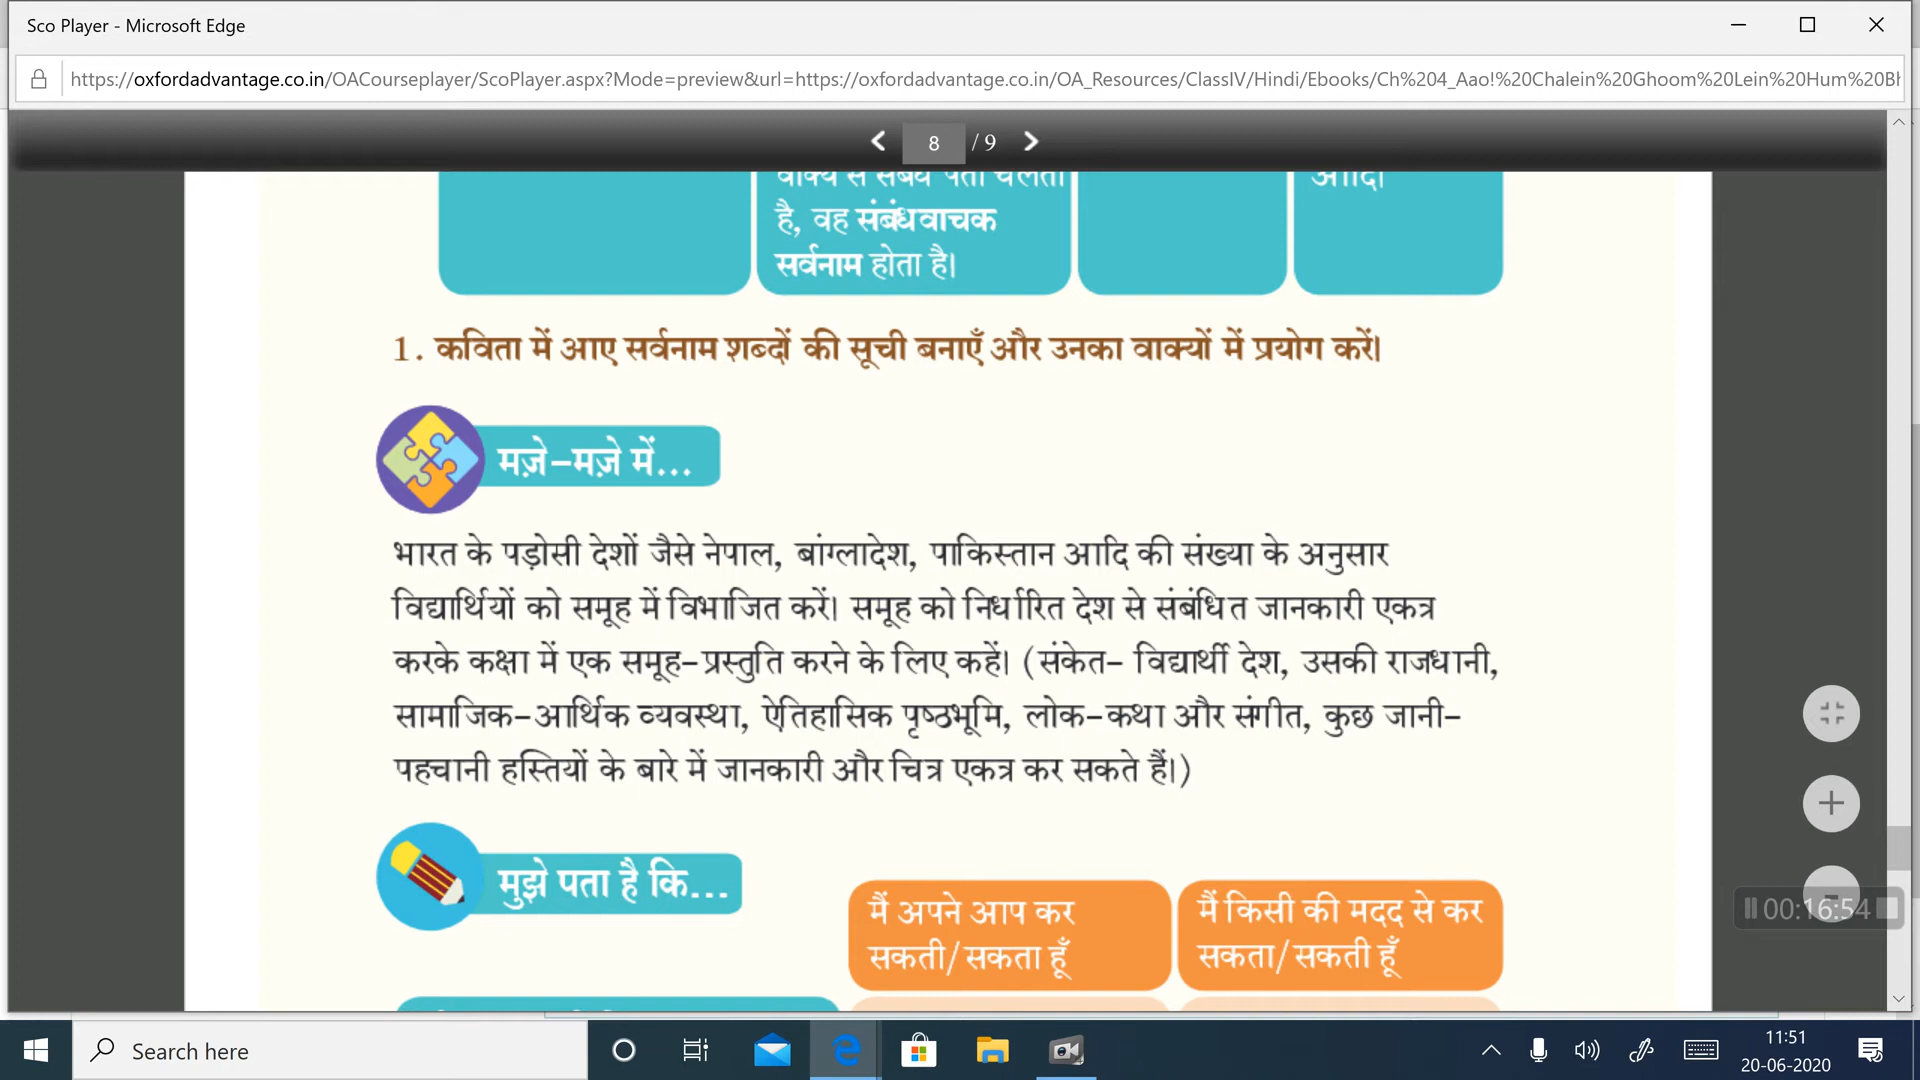 Sco Player - Microsoft Edge
https://oxfordadvantage.co.in/OACourseplayer/ScoPlayer.aspx?Mode=preview&url=https://oxfordadvantage.co.in/OA_Resources/ClassIV/Hindi/Ebooks/Ch%204_Aao!%20Chalein%20Ghoom%20Lein%20Hum%20Bh
8 / 9
वाक्य से संबंध पता चलता
है, वह संबंधवाचक
सर्वनाम होता है।
आदि।
1. कविता में आए सर्वनाम शब्दों की सूची बनाएँ और उनका वाक्यों में प्रयोग करें।
मज़े-मज़े में...
भारत के पड़ोसी देशों जैसे नेपाल, बांग्लादेश, पाकिस्तान आदि की संख्या के अनुसार
विद्यार्थियों को समूह में विभाजित करें। समूह को निर्धारित देश से संबंधित जानकारी एकत्र
करके कक्षा में एक समूह-प्रस्तुति करने के लिए कहें। (संकेत- विद्यार्थी देश, उसकी राजधानी,
सामाजिक-आर्थिक व्यवस्था, ऐतिहासिक पृष्ठभूमि, लोक-कथा और संगीत, कुछ जानी-
पहचानी हस्तियों के बारे में जानकारी और चित्र एकत्र कर सकते हैं।)
मुझे पता है कि...
मैं अपने आप कर
सकती/सकता हूँ
मैं किसी की मदद से कर
सकता/सकती हूँ
00:16:54
Search here
11:51
20-06-2020